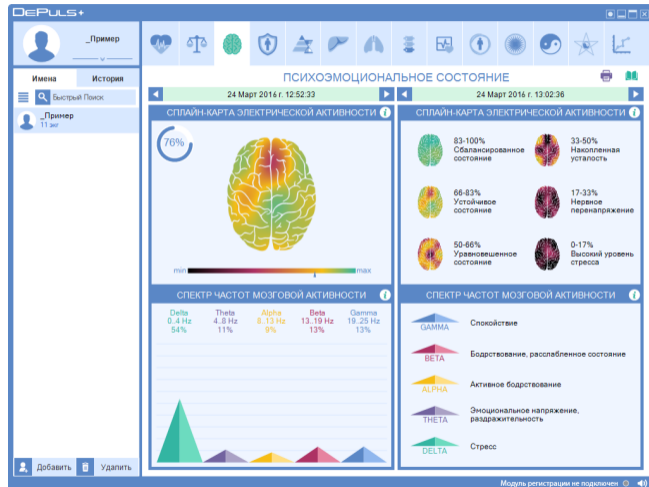 DEPULS+
_Пример
Имена
История
Быстрый Поиск
_Пример
11 экг
ПСИХОЭМОЦИОНАЛЬНОЕ СОСТОЯНИЕ
24 Март 2016 г. 12:52:33
СПЛАЙН-КАРТА ЭЛЕКТРИЧЕСКОЙ АКТИВНОСТИ
76%
min
max
СПЕКТР ЧАСТОТ МОЗГОВОЙ АКТИВНОСТИ
Delta
0..4 Hz
54%
Theta
4..8 Hz
11%
Alpha
8..13 Hz
9%
Beta
13..19 Hz
13%
Gamma
19..25 Hz
13%
24 Март 2016 г. 13:02:36
СПЛАЙН-КАРТА ЭЛЕКТРИЧЕСКОЙ АКТИВНОСТИ
83-100%
Сбалансированное
состояние
33-50%
Накопленная
усталость
66-83%
Устойчивое
состояние
17-33%
Нервное
перенапряжение
50-66%
Уравновешенное
состояние
0-17%
Высокий уровень
стресса
СПЕКТР ЧАСТОТ МОЗГОВОЙ АКТИВНОСТИ
GAMMA
Спокойствие
BETA
Бодрствование, расслабленное состояние
ALPHA
Активное бодрствование
THETA
Эмоциональное напряжение,
раздражительность
DELTA
Стресс
Добавить
Удалить
Модуль регистрации не подключен